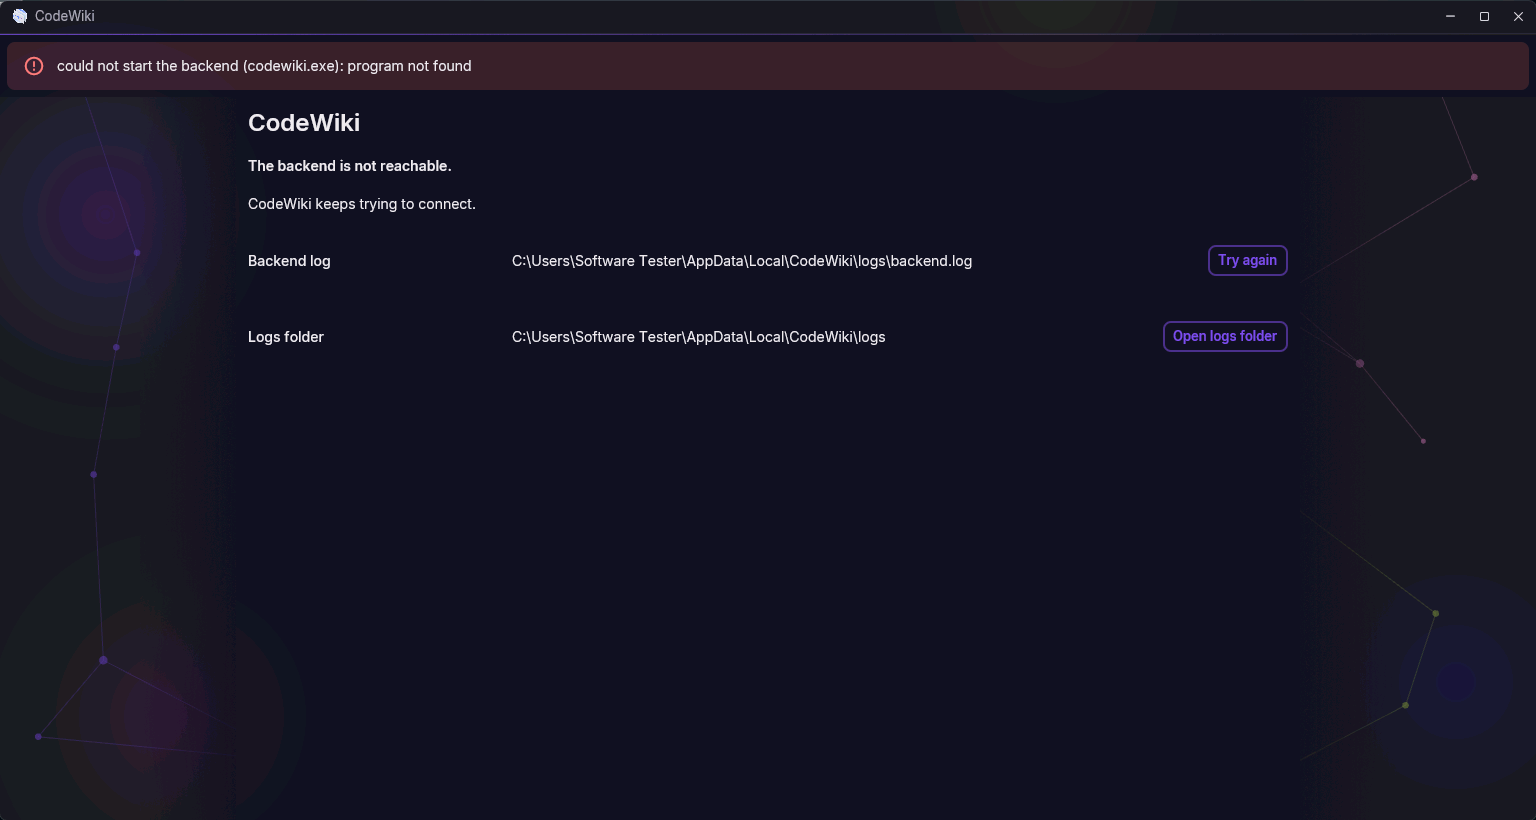 CodeWiki
could not start the backend (codewiki.exe): program not found
CodeWiki
The backend is not reachable.
CodeWiki keeps trying to connect.
Backend log C:\Users\Software Tester\AppData\Local\CodeWiki\logs\backend.log Try again
Logs folder C:\Users\Software Tester\AppData\Local\CodeWiki\logs Open logs folder